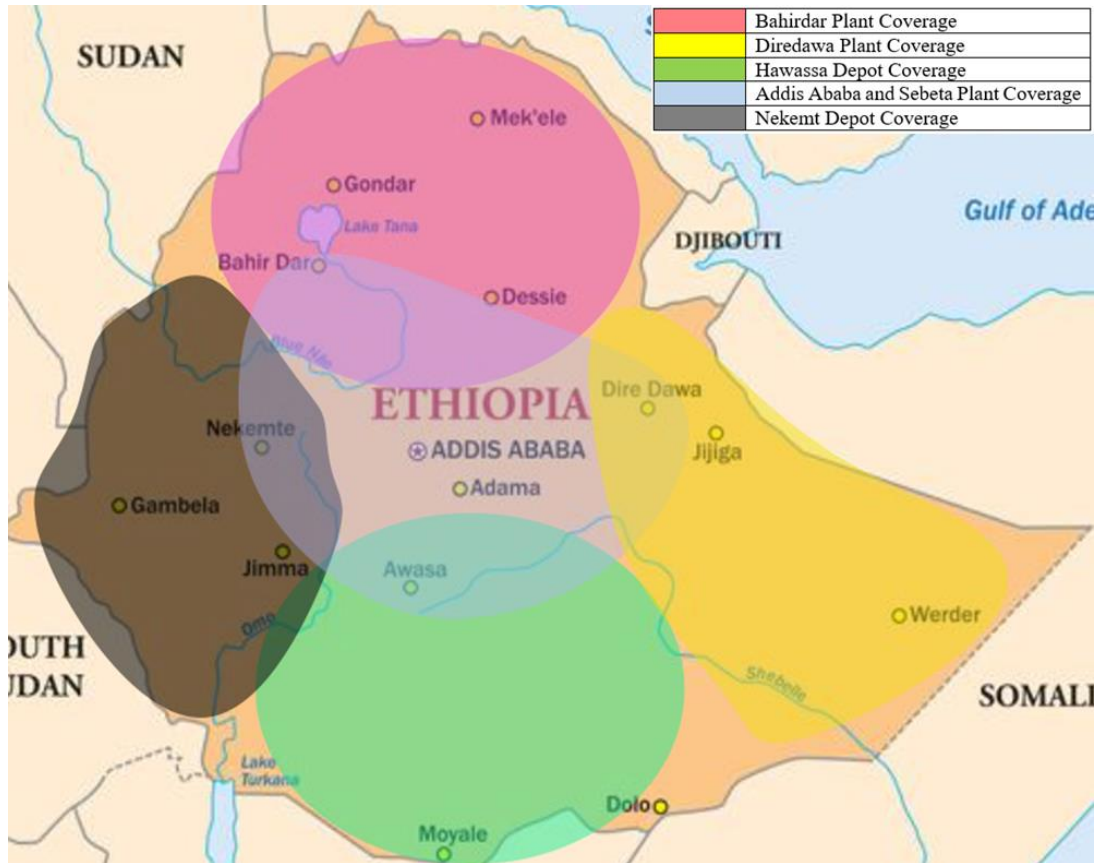 SUDAN
Bahirdar Plant Coverage
Diredawa Plant Coverage
Hawassa Depot Coverage
Addis Ababa and Sebeta Plant Coverage
Nekemt Depot Coverage
Mek'ele
Gondar
Lake Tana
Gulf of Ade
DJIBOUTI
Bahir Dar
Dessie
Blue Nile
ETHIOPIA
Dire Dawa
Nekemte
ADDIS ABABA
Jijiga
Adama
Gambela
Jimma
Awasa
Omo
Werder
OUTH
UDAN
Shebelle
SOMALI
Lake
Turkana
Dolo
Moyale